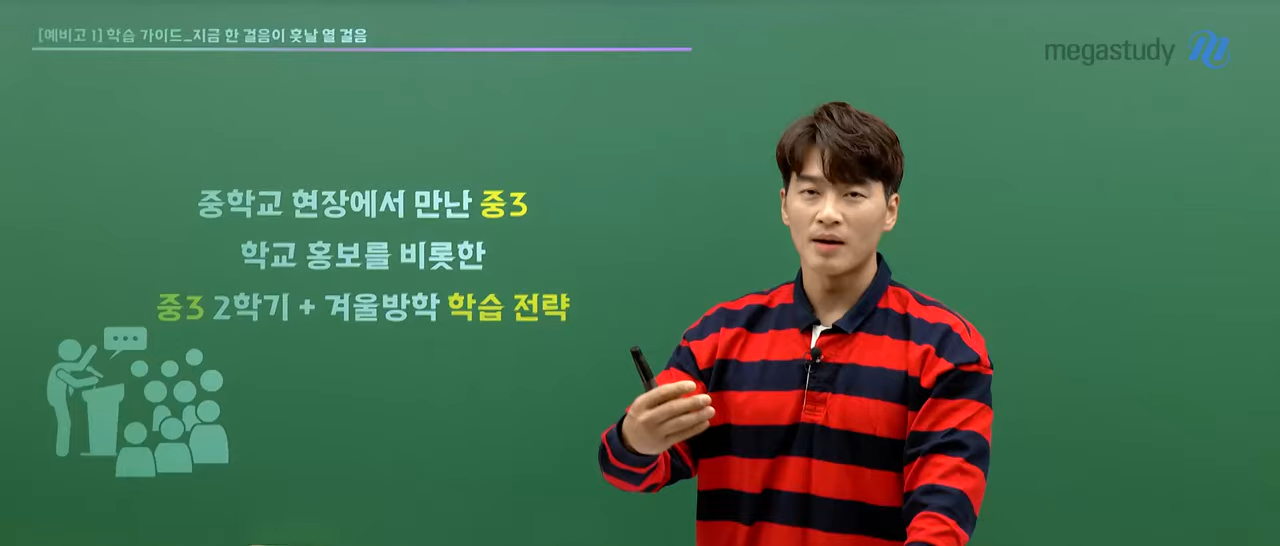 [예비고 1] 학습 가이드_지금 한 걸음이 훗날 열 걸음
megastudy
중학교 현장에서 만난 중3
학교 홍보를 비롯한
중3 2학기 + 겨울방학 학습 전략